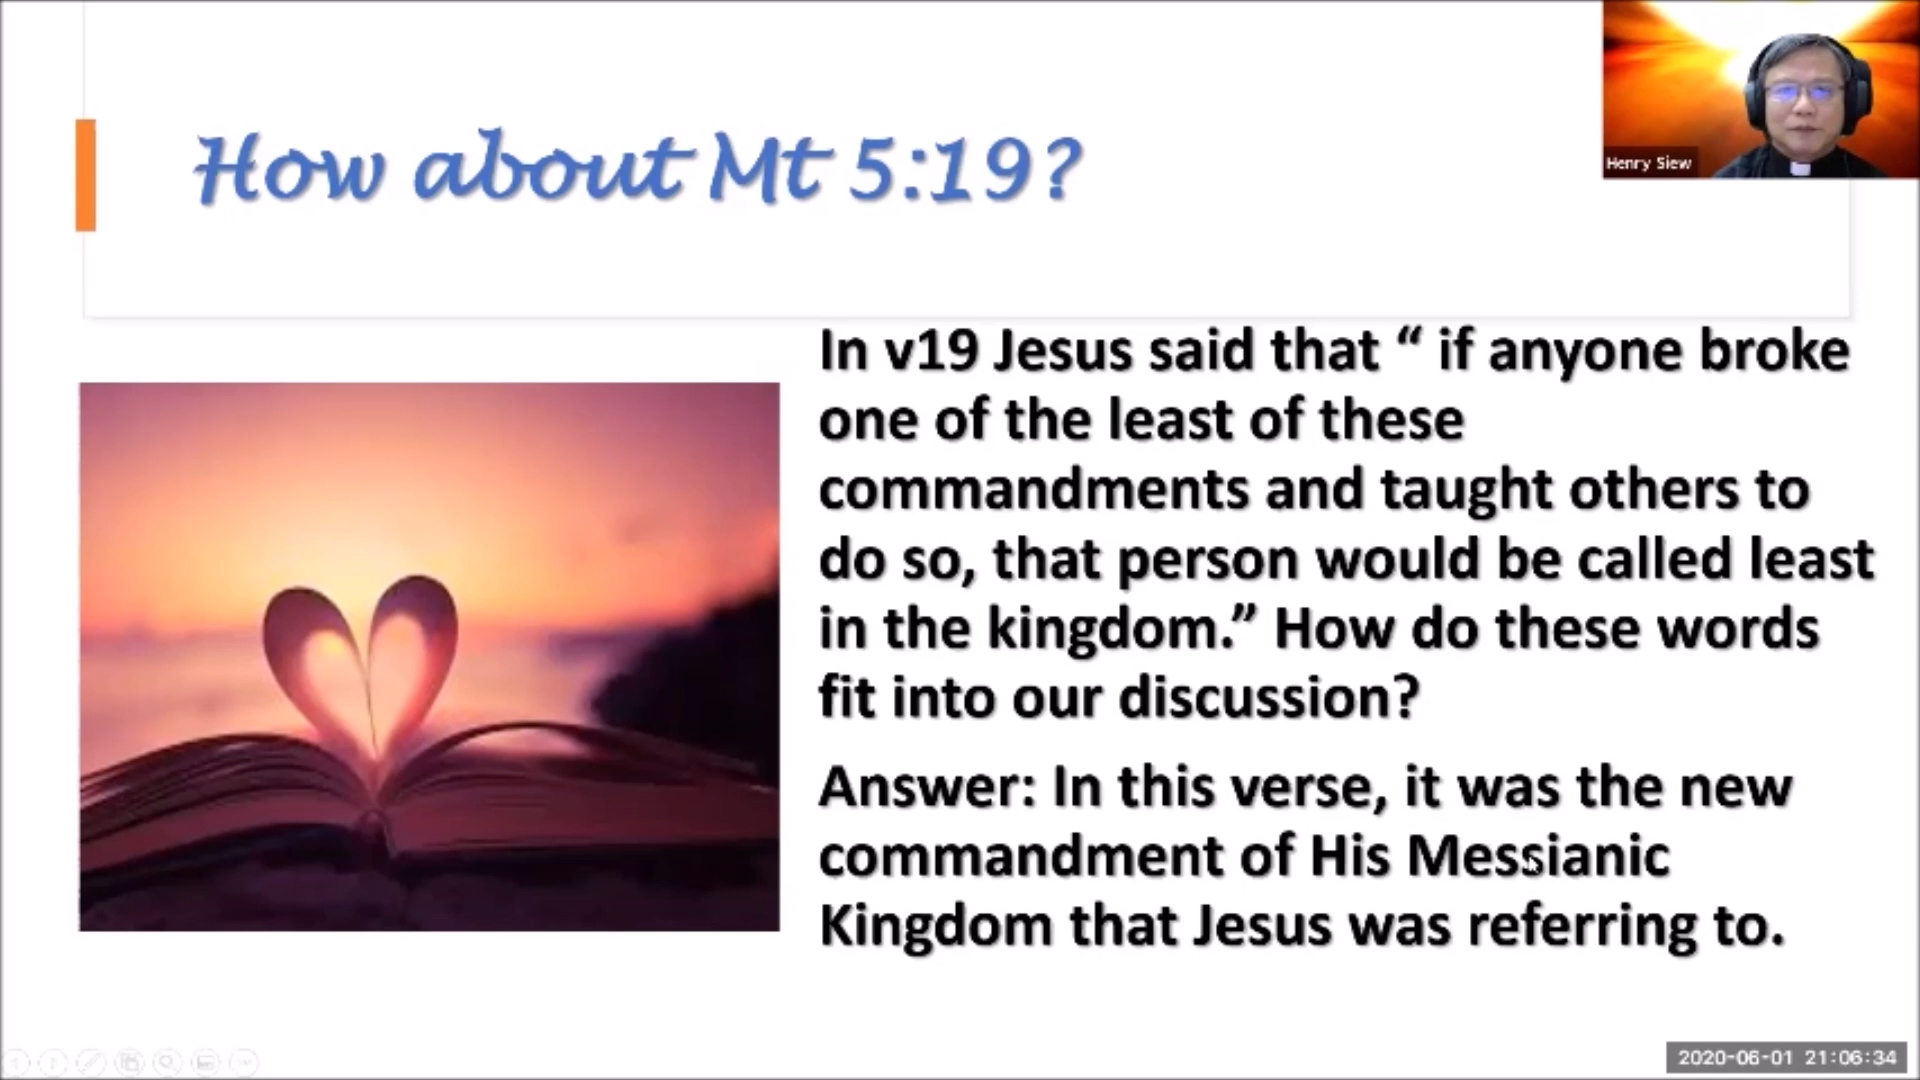 How about Mt 5:19?
Henry Siew
In v19 Jesus said that “ if anyone broke
one of the least of these
commandments and taught others to
do so, that person would be called least
in the kingdom.” How do these words
fit into our discussion?
Answer: In this verse, it was the new
commandment of His Messianic
Kingdom that Jesus was referring to.
2020-06-01 21:06:34